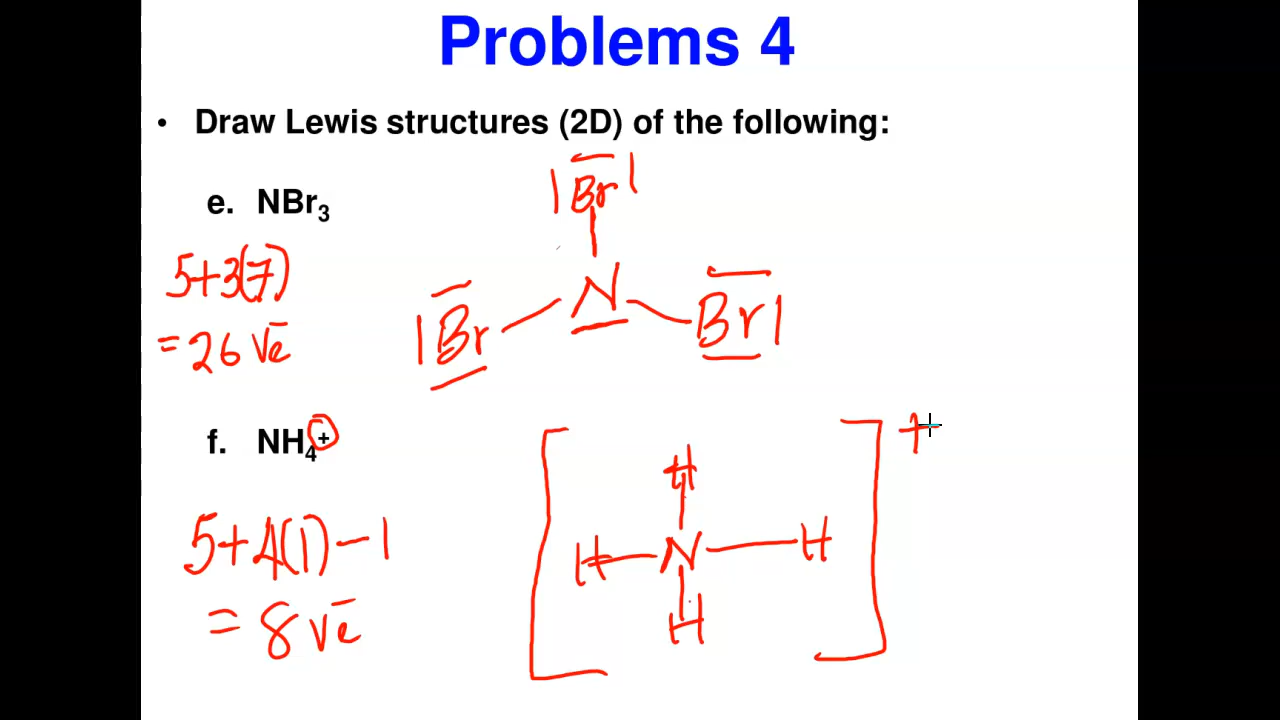 Problems 4
• Draw Lewis structures (2D) of the following:
|Br|
e. NBr₃
5+3(7)
N
|Br
Br|
= 26 ve⁻
f. NH₄⁺
+
H
5+4(1)-1
H-N-H
H
= 8 ve⁻